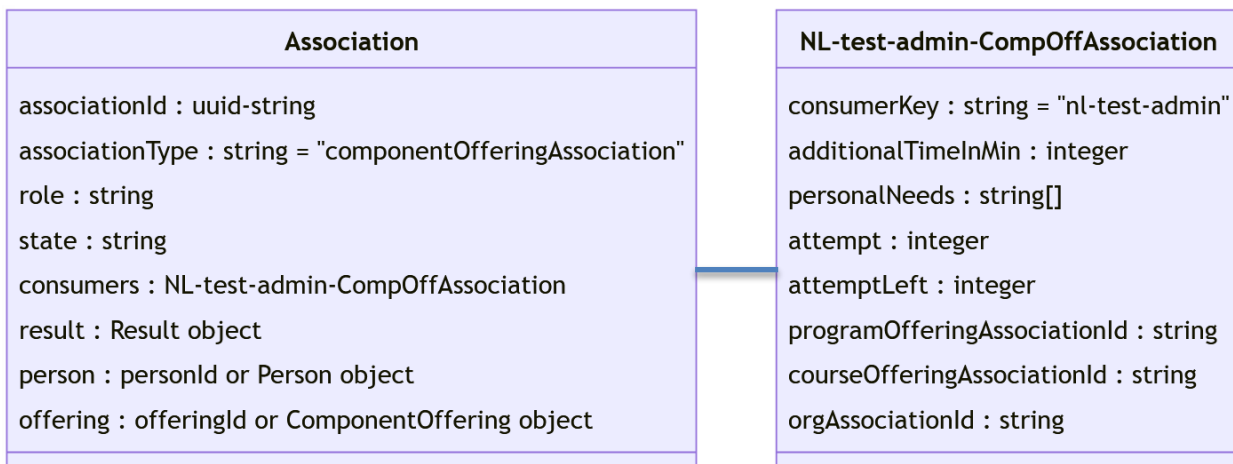 Association
associationId : uuid-string
associationType : string = "componentOfferingAssociation"
role : string
state : string
consumers : NL-test-admin-CompOffAssociation
result : Result object
person : personId or Person object
offering : offeringId or ComponentOffering object
NL-test-admin-CompOffAssociation
consumerKey : string = "nl-test-admin"
additionalTimeInMin : integer
personalNeeds : string[]
attempt : integer
attemptLeft : integer
programOfferingAssociationId : string
courseOfferingAssociationId : string
orgAssociationId : string